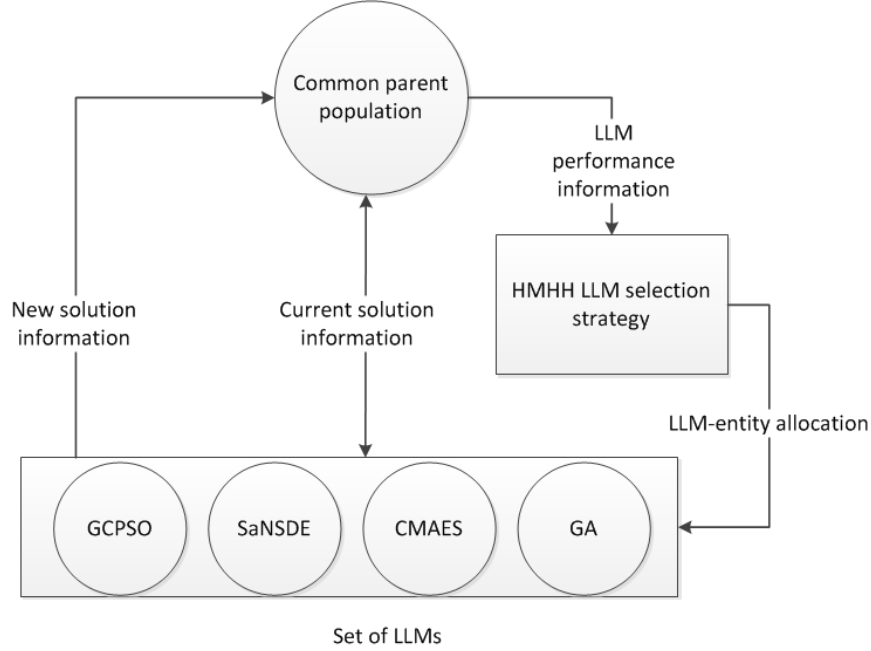 Common parent
population
LLM
performance
information
HMHH LLM selection
strategy
New solution
information
Current solution
information
LLM-entity allocation
GCPSO
SaNSDE
CMAES
GA
Set of LLMs